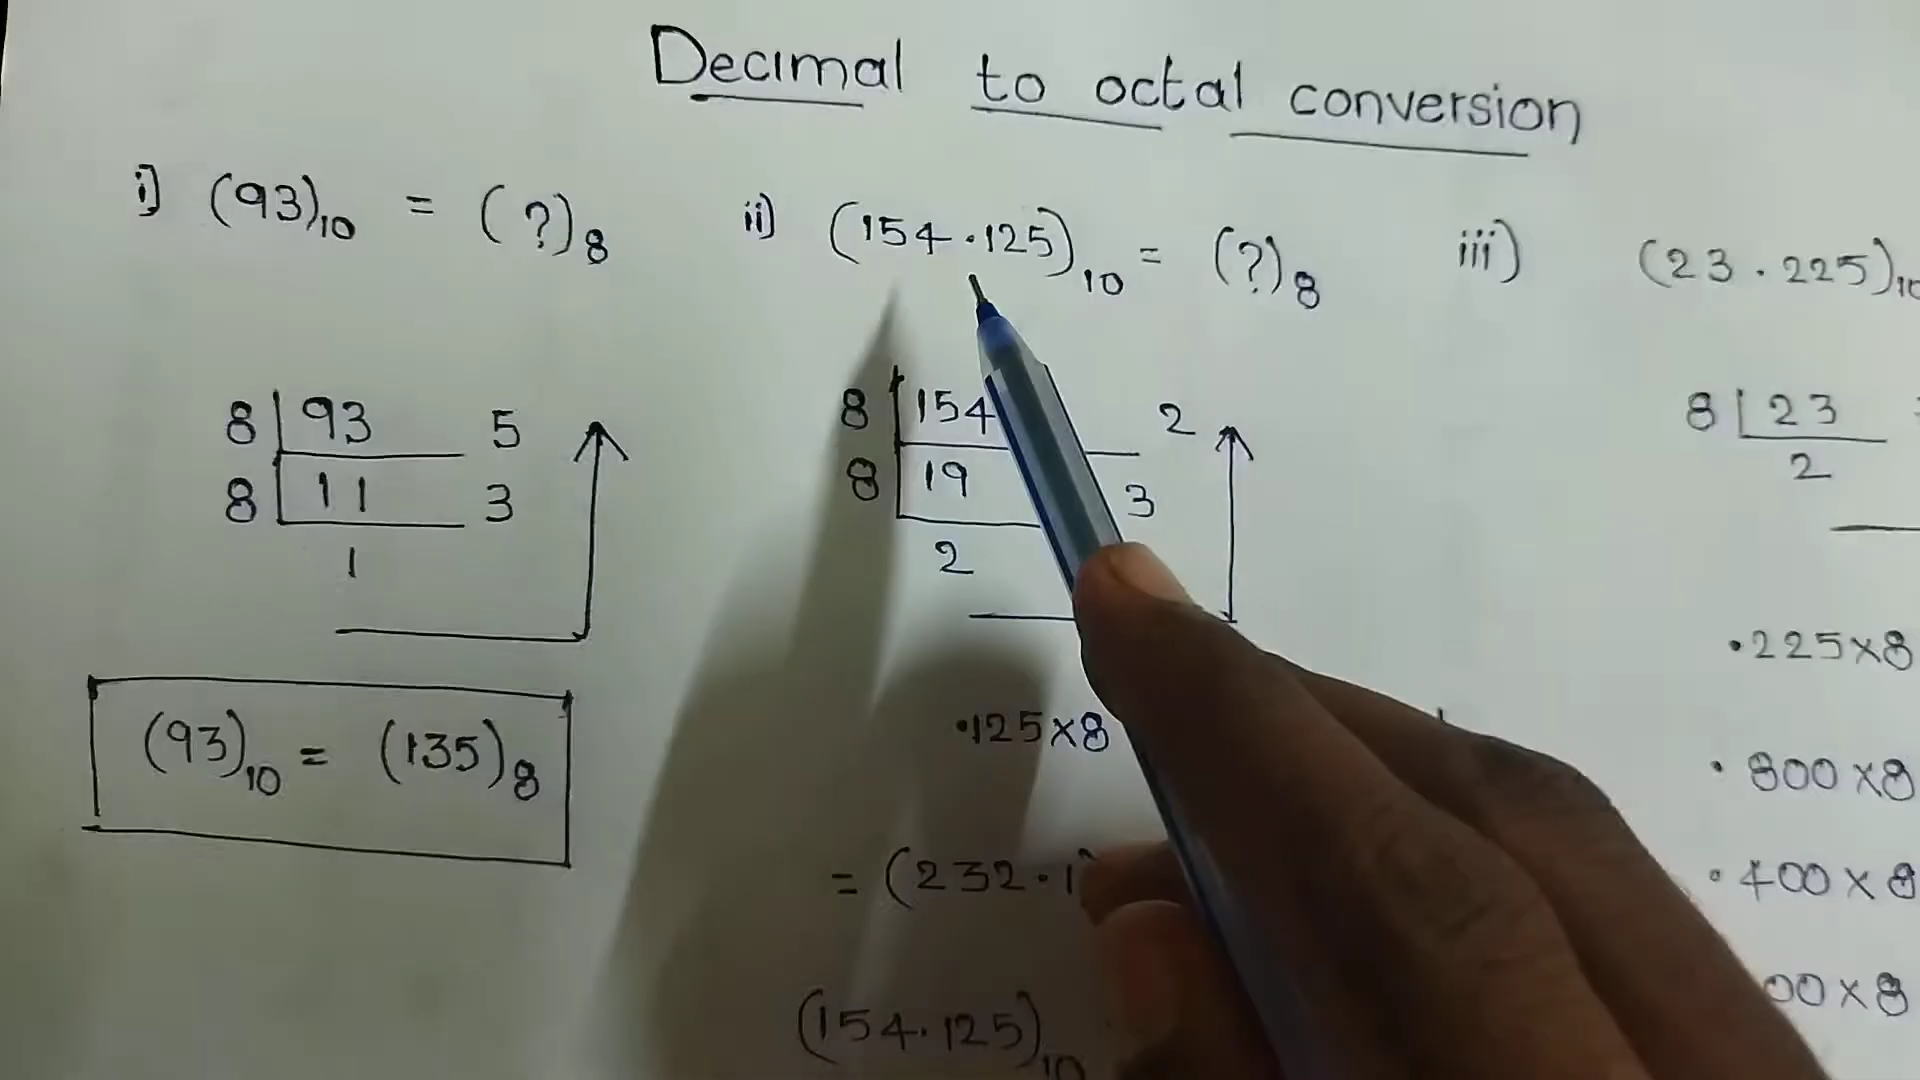 Decimal to octal conversion
i) (93)10 = (?)8
8 93 5
8 11 3
1
(93)10 = (135)8
ii) (154.125)10 = (?)8
8 154 2
8 19 3
2
.125×8
= (232.1
(154.125)10
iii) (23.225)10
8 23
2
.225×8
.800×8
.400×8
00×8